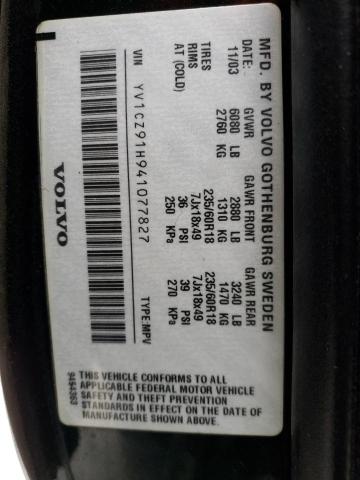 MFD. BY VOLVO GOTHENBURG SWEDEN
DATE: GVWR GAWR FRONT GAWR REAR
11/03 6080 LB 2880 LB 3240 LB
2760 KG 1310 KG 1470 KG
TIRES 235/60R18 235/60R18
RIMS 7Jx18x49 7Jx18x49
AT (COLD) 36 PSI 39 PSI
250 KPa 270 KPa
VIN YV1CZ91H941077827 TYPE:MPV
VOLVO
THIS VEHICLE CONFORMS TO ALL
APPLICABLE FEDERAL MOTOR VEHICLE
SAFETY AND THEFT PREVENTION
STANDARDS IN EFFECT ON THE DATE OF
MANUFACTURE SHOWN ABOVE.